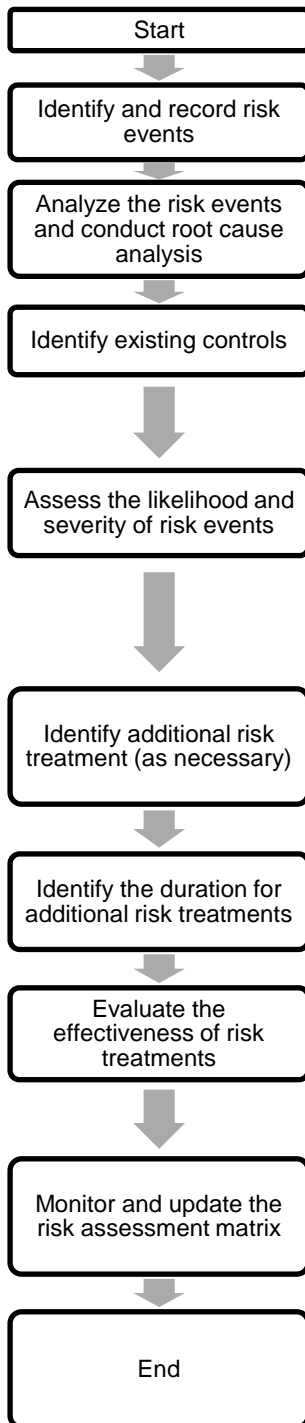 Start
Identify and record risk
events
Analyze the risk events
and conduct root cause
analysis
Identify existing controls
Assess the likelihood and
severity of risk events
Identify additional risk
treatment (as necessary)
Identify the duration for
additional risk treatments
Evaluate the
effectiveness of risk
treatments
Monitor and update the
risk assessment matrix
End